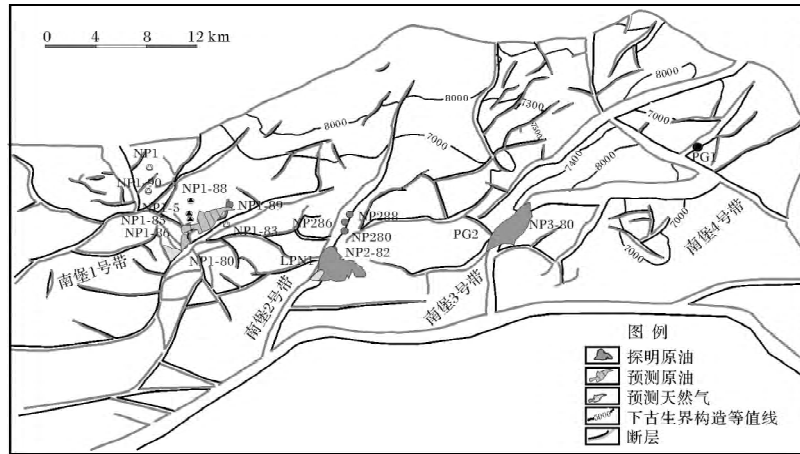 0 4 8 12 km
8000
8000
8000
7300
7000
7000
NP1
PG1
7400
8000
NP1-90
NP1-88
NP1-89
NP1-5
NP1-85
NP1-86
NP1-83
NP286
NP288
NP280
PG2
NP3-80
7000
7000
NP1-80
LPN1
NP2-82
南堡1号带
南堡2号带
南堡3号带
南堡4号带
图 例
探明原油
预测原油
预测天然气
下古生界构造等值线
断层